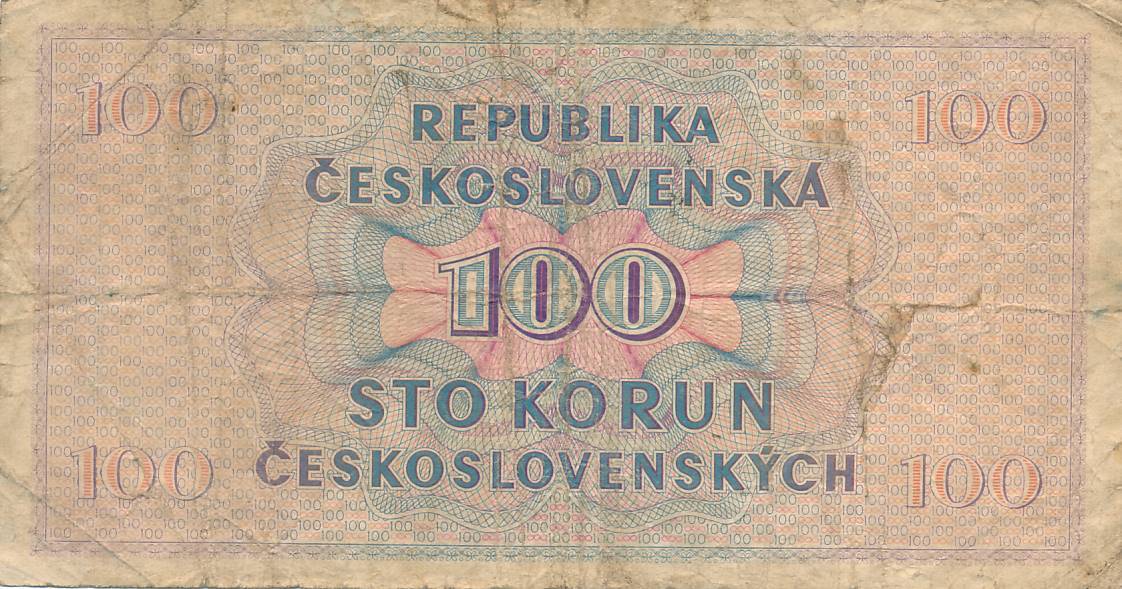 100 100
REPUBLIKA
ČESKOSLOVENSKÁ
100
STO KORUN
ČESKOSLOVENSKÝCH
100 100